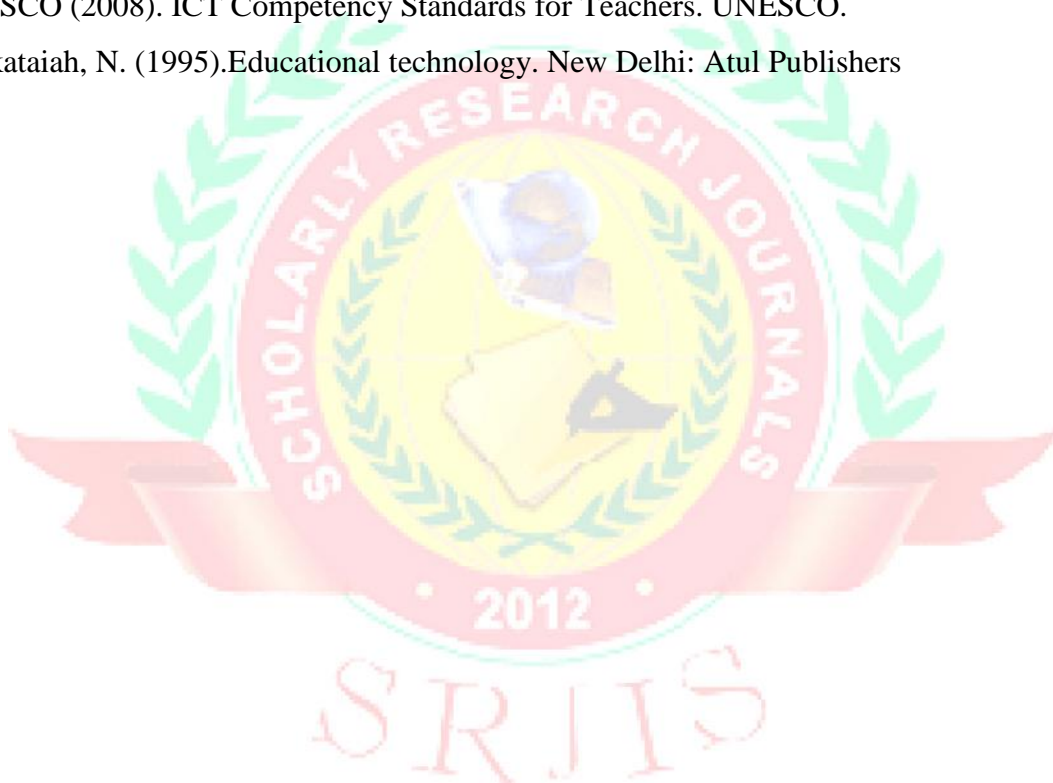 SCO (2008). ICT Competency Standards for Teachers. UNESCO.
kataiah, N. (1995).Educational technology. New Delhi: Atul Publishers
SCHOLARLY RESEARCH JOURNALS
• 2012 •
SRJIS